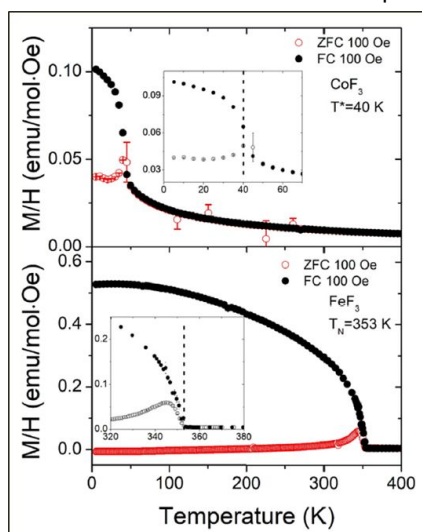 ZFC 100 Oe
FC 100 Oe
CoF3
T*=40 K
M/H (emu/mol·Oe)
0.10
0.05
0.00
0.09
0.06
0.03
0 20 40 60
ZFC 100 Oe
FC 100 Oe
FeF3
TN=353 K
M/H (emu/mol·Oe)
0.6
0.4
0.2
0.0
0.2
0.1
0.0
320 340 360 380
0 100 200 300 400
Temperature (K)